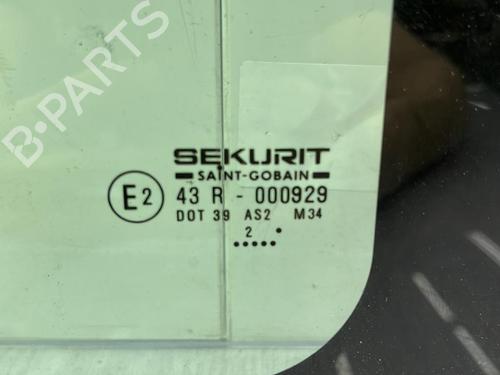 B-PARTS
SEKURIT
SAINT-GOBAIN
E2 43 R - 000929
DOT 39 AS2 M34
2
.....